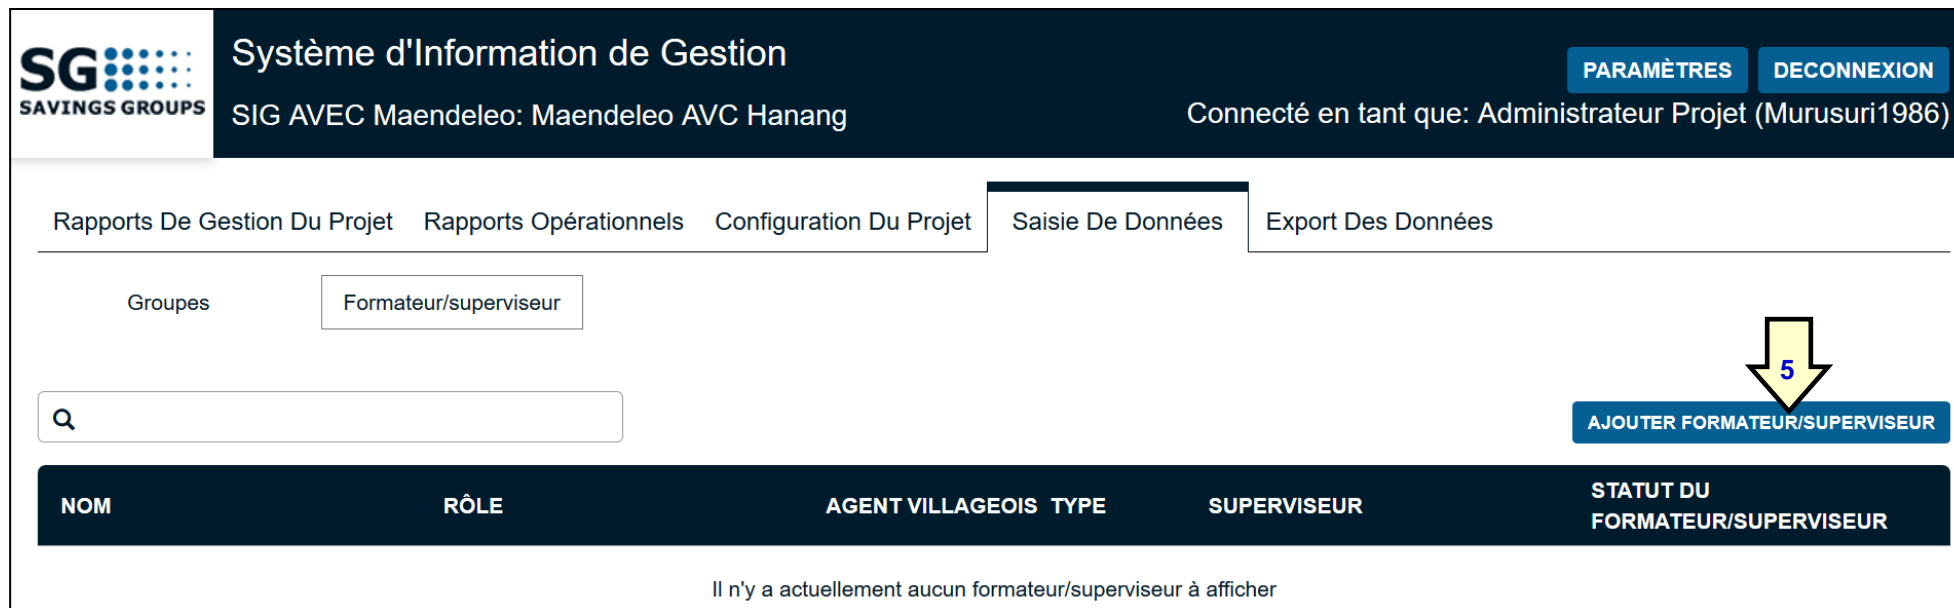 SG
SAVINGS GROUPS
Système d'Information de Gestion
SIG AVEC Maendeleo: Maendeleo AVC Hanang
PARAMÈTRES DECONNEXION
Connecté en tant que: Administrateur Projet (Murusuri1986)
Rapports De Gestion Du Projet Rapports Opérationnels Configuration Du Projet Saisie De Données Export Des Données
Groupes Formateur/superviseur
5
AJOUTER FORMATEUR/SUPERVISEUR
NOM RÔLE AGENT VILLAGEOIS TYPE SUPERVISEUR STATUT DU
FORMATEUR/SUPERVISEUR
Il n'y a actuellement aucun formateur/superviseur à afficher